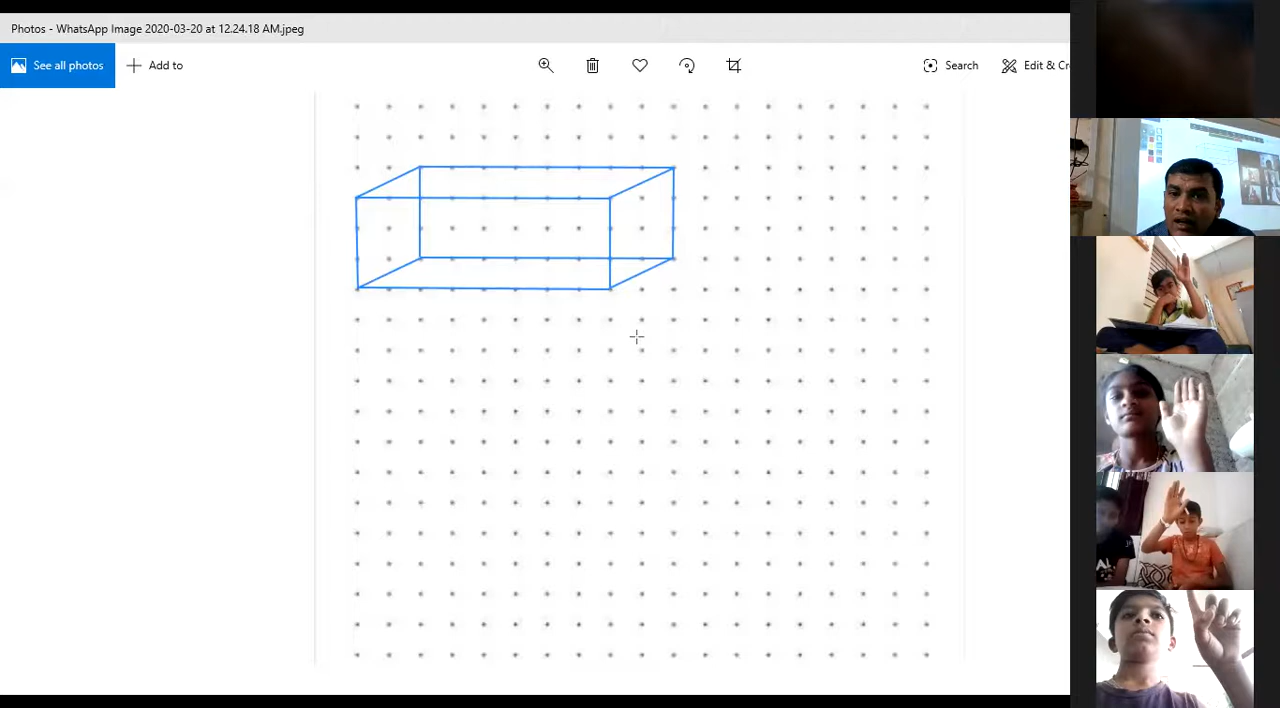 Photos - WhatsApp Image 2020-03-20 at 12.24.18 AM.jpeg
See all photos
Add to
Search
Edit & Cr